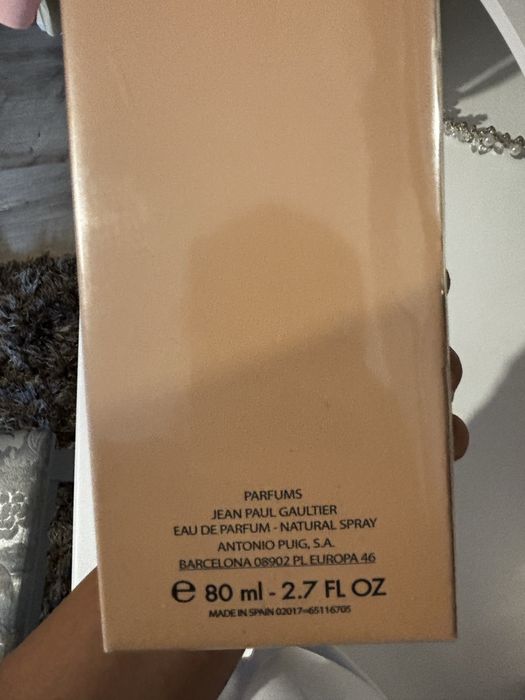 PARFUMS
JEAN PAUL GAULTIER
EAU DE PARFUM - NATURAL SPRAY
ANTONIO PUIG, S.A.
BARCELONA 08902 PL EUROPA 46
℮ 80 ml - 2.7 FL OZ
MADE IN SPAIN 02017=65116705